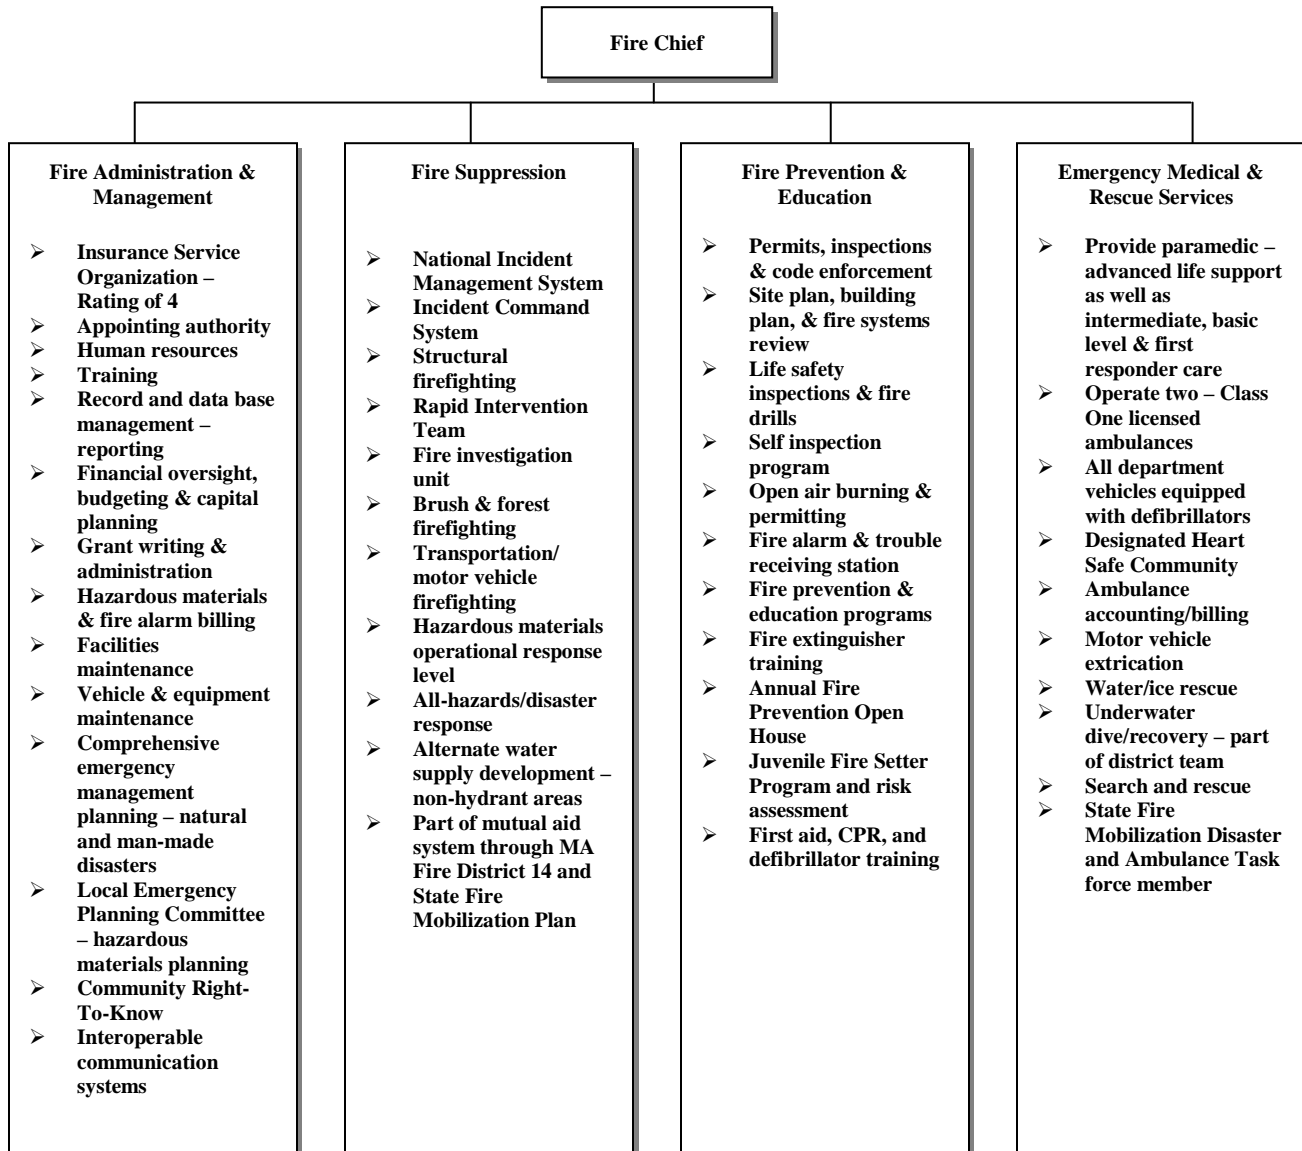 Fire Chief
Fire Administration &
Management
➢ Insurance Service
Organization –
Rating of 4
➢ Appointing authority
➢ Human resources
➢ Training
➢ Record and data base
management –
reporting
➢ Financial oversight,
budgeting & capital
planning
➢ Grant writing &
administration
➢ Hazardous materials
& fire alarm billing
➢ Facilities
maintenance
➢ Vehicle & equipment
maintenance
➢ Comprehensive
emergency
management
planning – natural
and man-made
disasters
➢ Local Emergency
Planning Committee
– hazardous
materials planning
➢ Community Right-
To-Know
➢ Interoperable
communication
systems
Fire Suppression
➢ National Incident
Management System
➢ Incident Command
System
➢ Structural
firefighting
➢ Rapid Intervention
Team
➢ Fire investigation
unit
➢ Brush & forest
firefighting
➢ Transportation/
motor vehicle
firefighting
➢ Hazardous materials
operational response
level
➢ All-hazards/disaster
response
➢ Alternate water
supply development –
non-hydrant areas
➢ Part of mutual aid
system through MA
Fire District 14 and
State Fire
Mobilization Plan
Fire Prevention &
Education
➢ Permits, inspections
& code enforcement
➢ Site plan, building
plan, & fire systems
review
➢ Life safety
inspections & fire
drills
➢ Self inspection
program
➢ Open air burning &
permitting
➢ Fire alarm & trouble
receiving station
➢ Fire prevention &
education programs
➢ Fire extinguisher
training
➢ Annual Fire
Prevention Open
House
➢ Juvenile Fire Setter
Program and risk
assessment
➢ First aid, CPR, and
defibrillator training
Emergency Medical &
Rescue Services
➢ Provide paramedic –
advanced life support
as well as
intermediate, basic
level & first
responder care
➢ Operate two – Class
One licensed
ambulances
➢ All department
vehicles equipped
with defibrillators
➢ Designated Heart
Safe Community
➢ Ambulance
accounting/billing
➢ Motor vehicle
extrication
➢ Water/ice rescue
➢ Underwater
dive/recovery – part
of district team
➢ Search and rescue
➢ State Fire
Mobilization Disaster
and Ambulance Task
force member